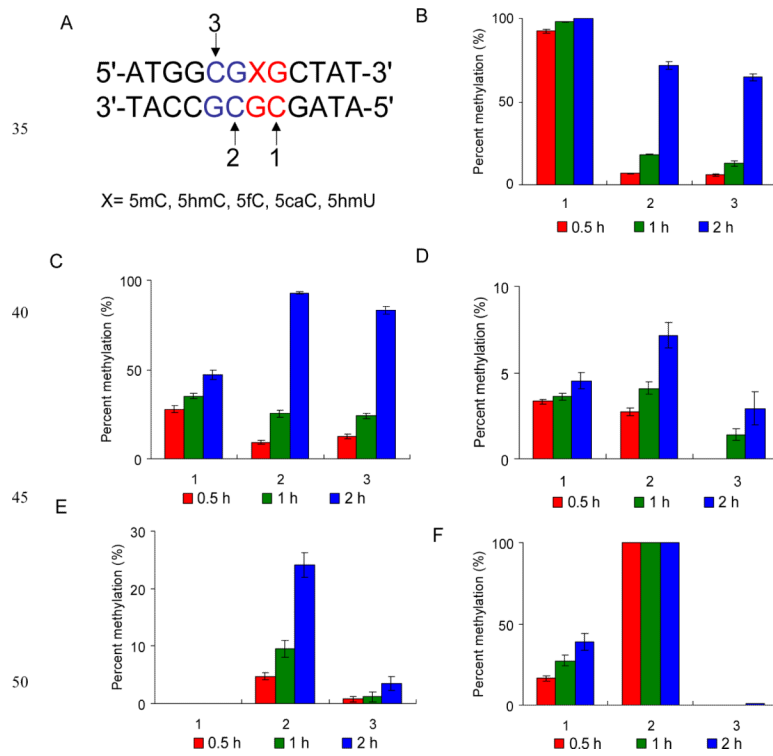 A
3
5'-ATGGCGXGCTAT-3'
3'-TACCGCGCGATA-5'
2 1
X= 5mC, 5hmC, 5fC, 5caC, 5hmU
35
B
Percent methylation (%)
100
50
0
1 2 3
0.5 h 1 h 2 h
C
40
Percent methylation (%)
100
50
0
1 2 3
0.5 h 1 h 2 h
D
Percent methylation (%)
10
5
0
1 2 3
0.5 h 1 h 2 h
45
E
Percent methylation (%)
30
20
10
0
1 2 3
0.5 h 1 h 2 h
50
F
Percent methylation (%)
100
50
0
1 2 3
0.5 h 1 h 2 h